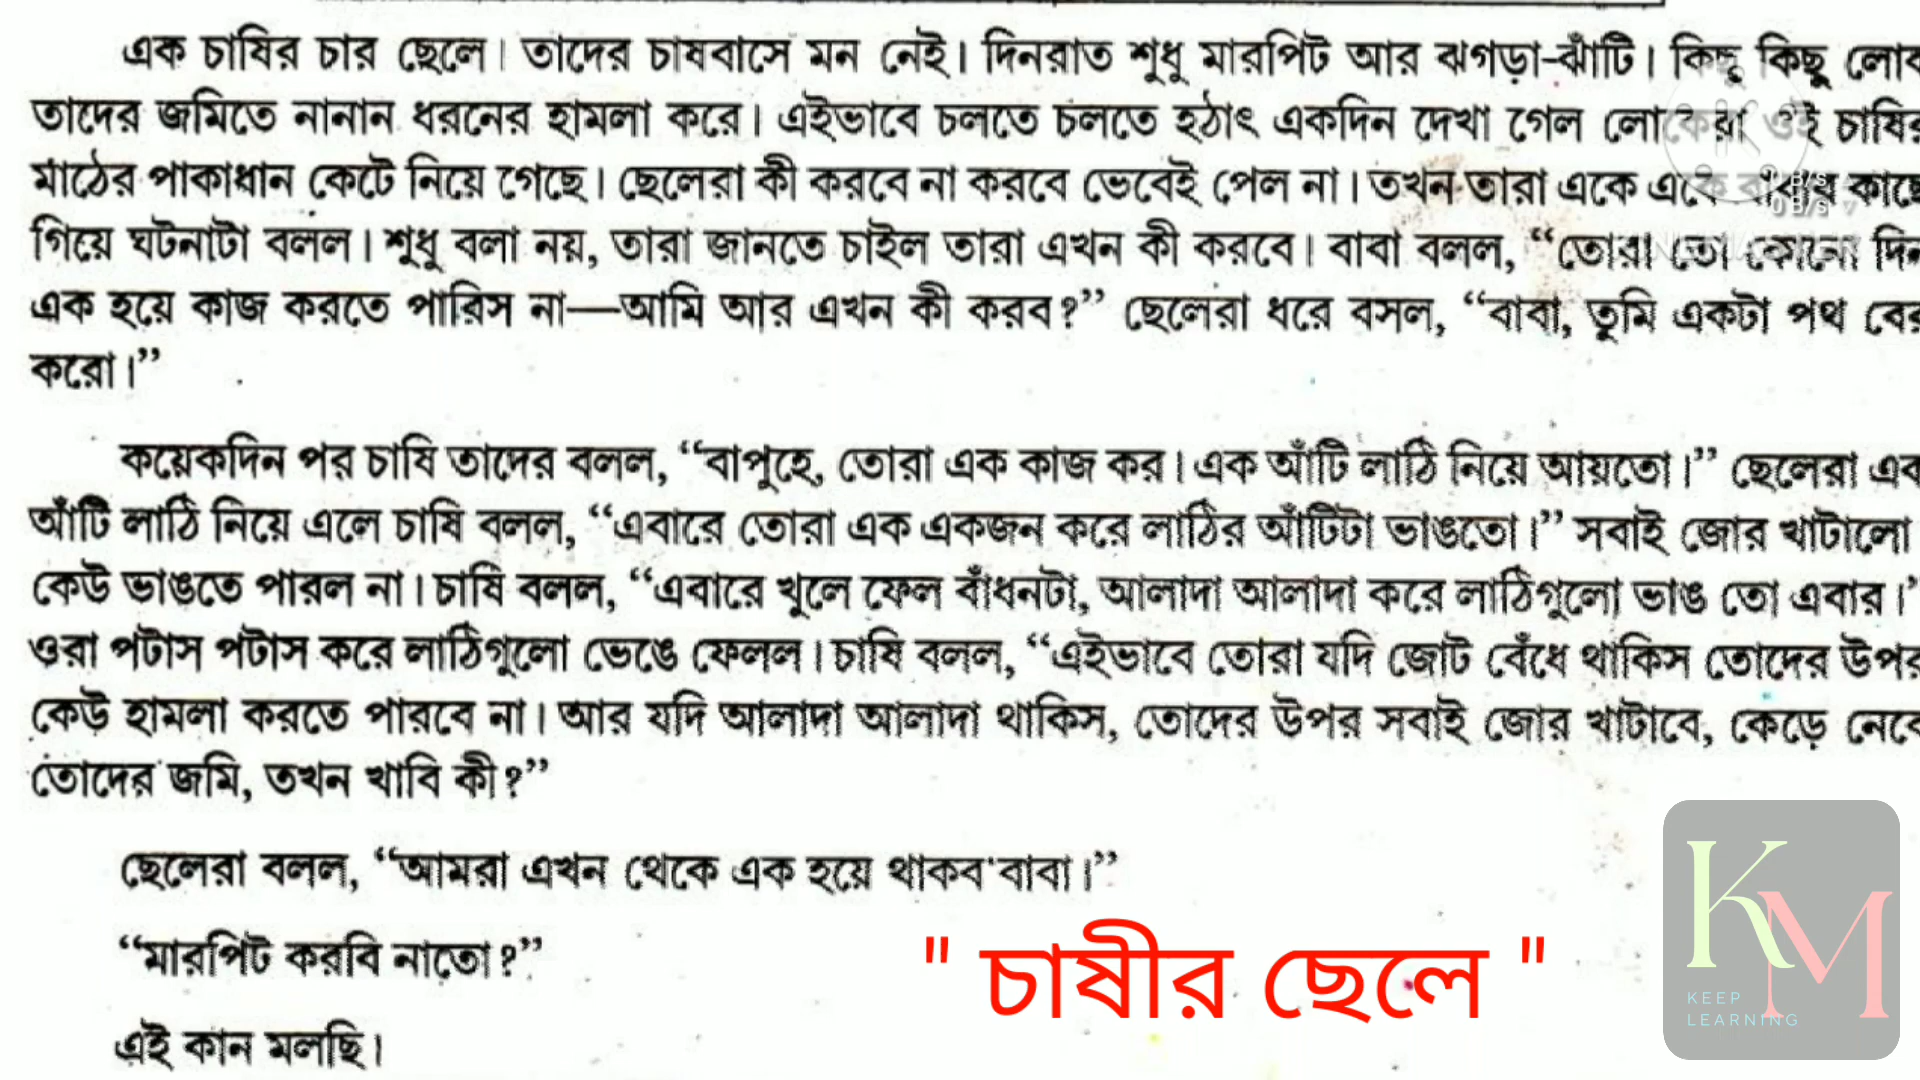 এক চাষির চার ছেলে। তাদের চাষবাসে মন নেই। দিনরাত শুধু মারপিট আর ঝগড়া-ঝাঁটি। কিছু কিছু
তাদের জমিতে নানান ধরনের হামলা করে। এইভাবে চলতে চলতে হঠাৎ একদিন দেখা গেল লোকেরা ওই চাষির
মাঠের পাকাধান কেটে নিয়ে গেছে। ছেলেরা কী করবে না করবে ভেবেই পেল না। তখন তারা একে একে বাবার কাছে
গিয়ে ঘটনাটা বলল। শুধু বলা নয়, তারা জানতে চাইল তারা এখন কী করবে। বাবা বলল, “তোরা তো কোনো দিন
এক হয়ে কাজ করতে পারিস না—আমি আর এখন কী করব?” ছেলেরা ধরে বসল, “বাবা, তুমি একটা পথ বের
করো।”
কয়েকদিন পর চাষি তাদের বলল, “বাপুহে, তোরা এক কাজ কর। এক আঁটি লাঠি নিয়ে আয়তো।” ছেলেরা এক
আঁটি লাঠি নিয়ে এলে চাষি বলল, “এবারে তোরা এক একজন করে লাঠির আঁটিটা ভাঙতো।” সবাই জোর খাটালো
কেউ ভাঙতে পারল না। চাষি বলল, “এবারে খুলে ফেল বাঁধনটা, আলাদা আলাদা করে লাঠিগুলো ভাঙ তো এবার।’
ওরা পটাস পটাস করে লাঠিগুলো ভেঙে ফেলল। চাষি বলল, “এইভাবে তোরা যদি জোট বেঁধে থাকিস তোদের উপর
কেউ হামলা করতে পারবে না। আর যদি আলাদা আলাদা থাকিস, তোদের উপর সবাই জোর খাটাবে, কেড়ে নেবে
তোদের জমি, তখন খাবি কী?”
ছেলেরা বলল, “আমরা এখন থেকে এক হয়ে থাকব বাবা।”
“মারপিট করবি নাতো?”
এই কান মলছি।
" চাষীর ছেলে "
KM
KEEP
LEARNING